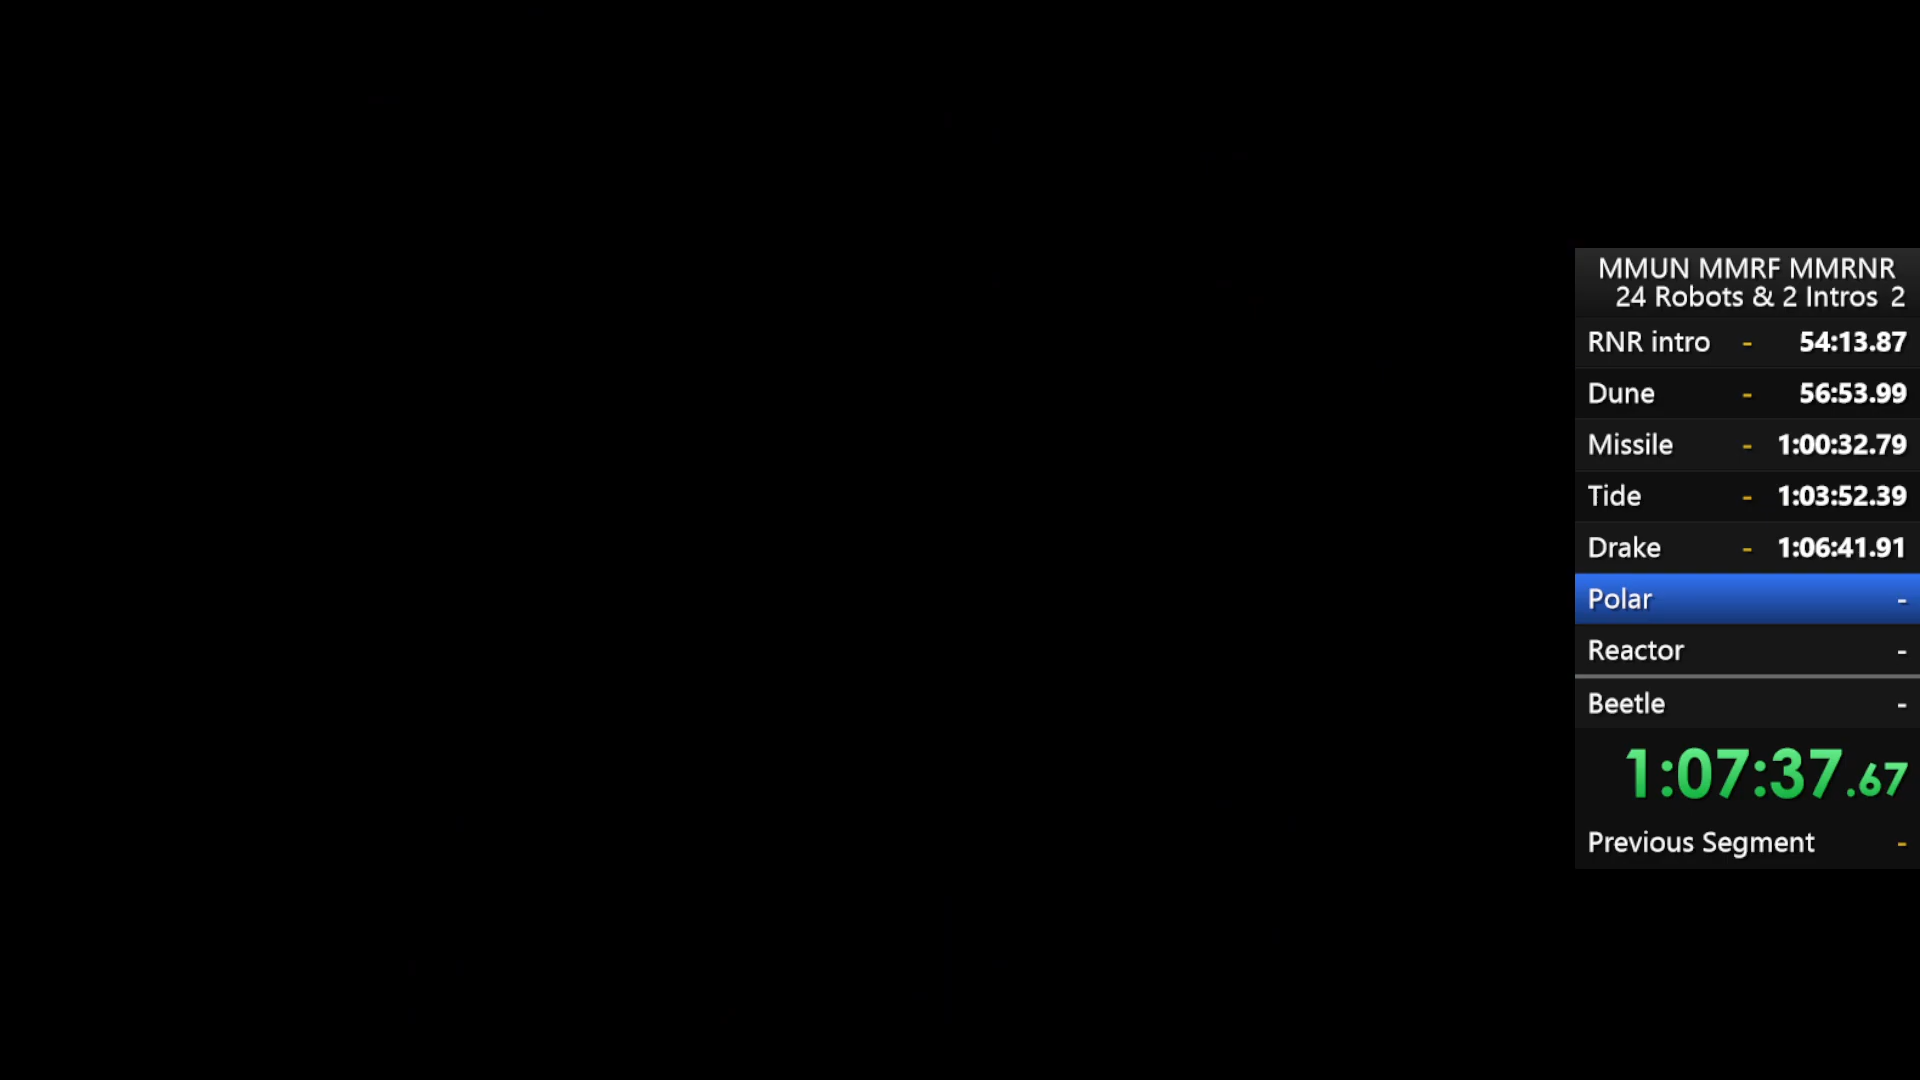 MMUN MMRF MMRNR
24 Robots & 2 Intros 2
RNR intro - 54:13.87
Dune - 56:53.99
Missile - 1:00:32.79
Tide - 1:03:52.39
Drake - 1:06:41.91
Polar -
Reactor -
Beetle -
1:07:37.67
Previous Segment -